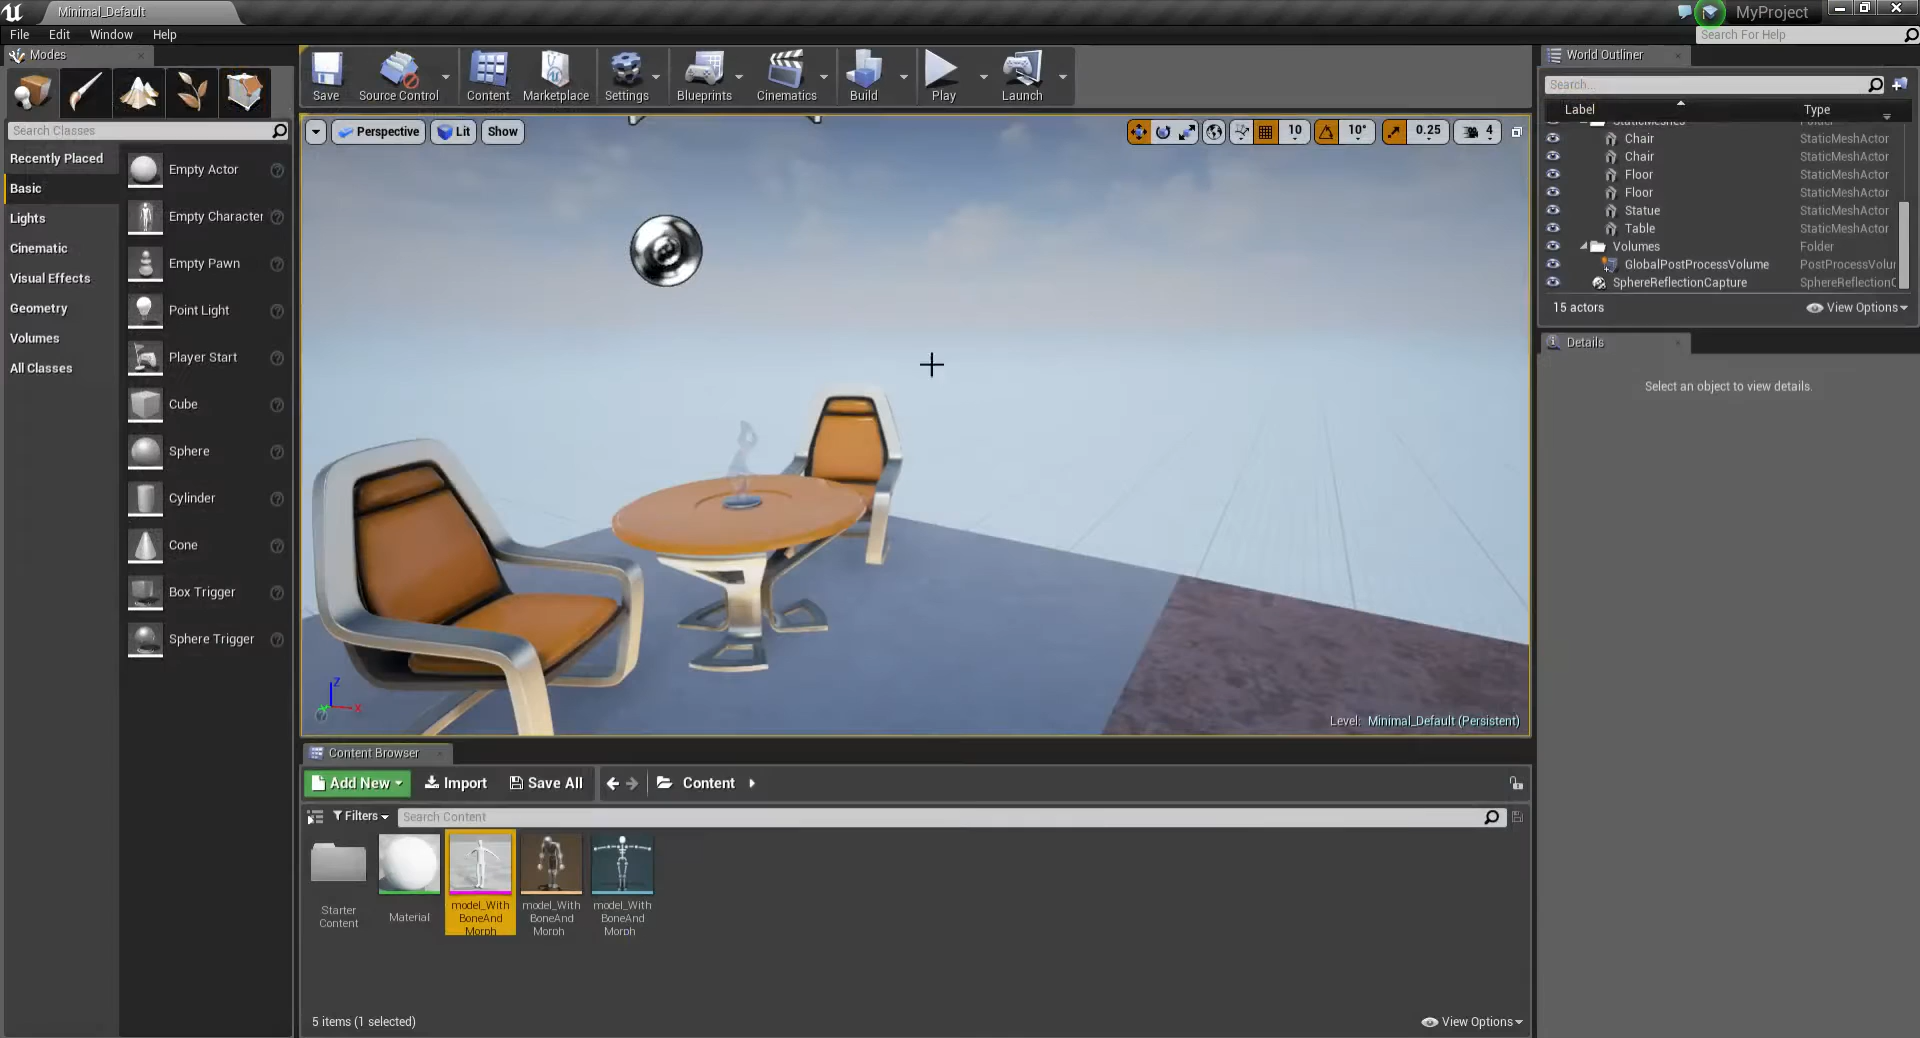 Minimal_Default
MyProject
File Edit Window Help
Search For Help
Modes
Search Classes
Recently Placed
Basic
Lights
Cinematic
Visual Effects
Geometry
Volumes
All Classes
Empty Actor
Empty Character
Empty Pawn
Point Light
Player Start
Cube
Sphere
Cylinder
Cone
Box Trigger
Sphere Trigger
Save Source Control Content Marketplace Settings Blueprints Cinematics Build Play Launch
Perspective Lit Show
10 10° 0.25 4
Z
X
Level: Minimal_Default (Persistent)
Content Browser
Add New Import Save All Content
Filters Search Content
Starter Content
Material
model_With BoneAnd Morph
model_With BoneAnd Morph
model_With BoneAnd Morph
5 items (1 selected)
View Options
World Outliner
Search...
Label Type
StaticMeshes Folder
Chair StaticMeshActor
Chair StaticMeshActor
Floor StaticMeshActor
Floor StaticMeshActor
Statue StaticMeshActor
Table StaticMeshActor
Volumes Folder
GlobalPostProcessVolume PostProcessVolu
SphereReflectionCapture SphereReflectionC
15 actors
View Options
Details
Select an object to view details.